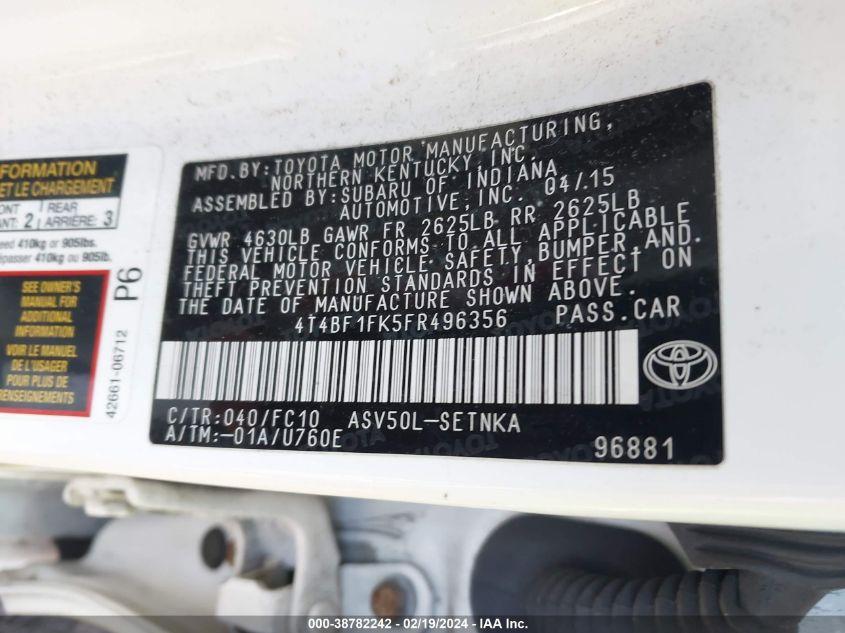 NFORMATION
ET LE CHARGEMENT
ONT 2 REAR 3
ANT: ARRIÈRE:
eed 410kg or 905lbs.
épasser 410kg ou 905lb.
SEE OWNER'S
MANUAL FOR
ADDITIONAL
INFORMATION
VOIR LE MANUEL
DE L'USAGER
POUR PLUS DE
RENSEIGNEMENTS
P6
42661-06712
MFD.BY:TOYOTA MOTOR MANUFACTURING,
NORTHERN KENTUCKY, INC.
ASSEMBLED BY:SUBARU OF INDIANA
AUTOMOTIVE,INC. 04/15
GVWR 4630LB GAWR FR 2625LB RR 2625LB
THIS VEHICLE CONFORMS TO ALL APPLICABLE
FEDERAL MOTOR VEHICLE SAFETY,BUMPER,AND
THEFT PREVENTION STANDARDS IN EFFECT ON
THE DATE OF MANUFACTURE SHOWN ABOVE.
4T4BF1FK5FR496356 PASS.CAR
C/TR:040/FC10 ASV50L-SETNKA
A/TM:-01A/U760E
96881
000-38782242 - 02/19/2024 - IAAI.COM